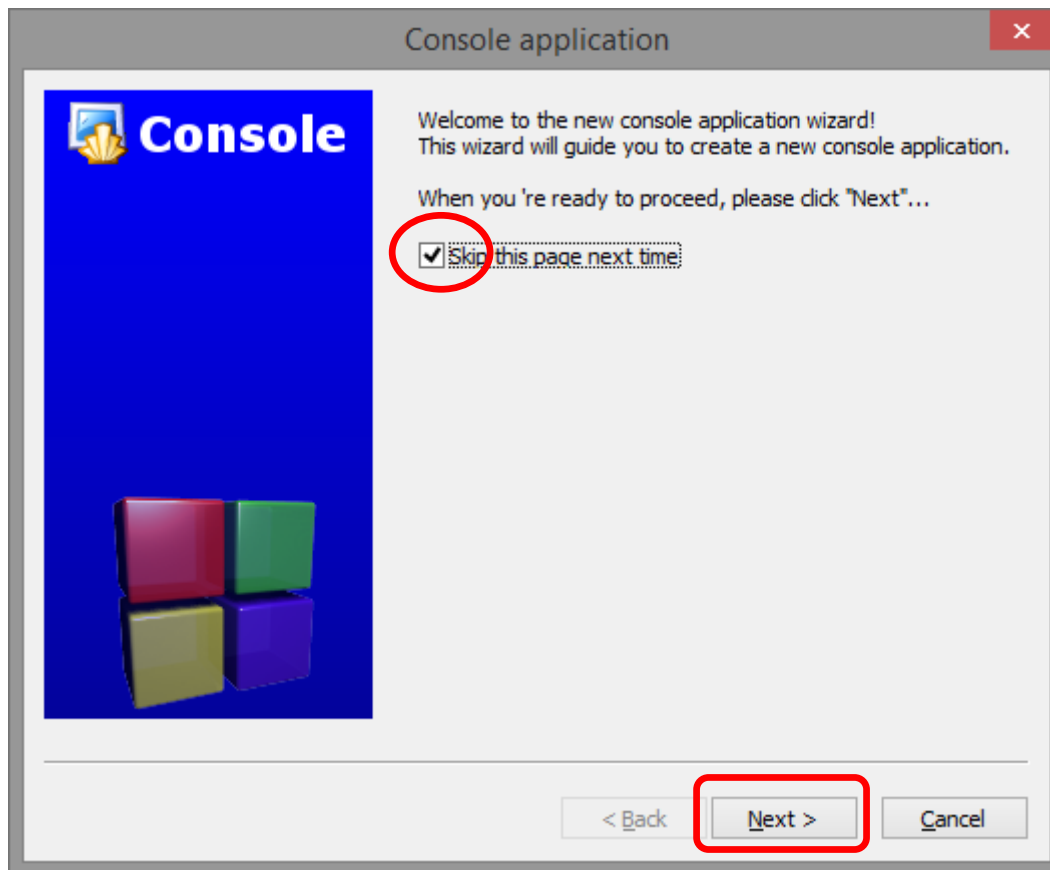 Console application
Console
Welcome to the new console application wizard!
This wizard will guide you to create a new console application.
When you 're ready to proceed, please click "Next"...
Skip this page next time
< Back
Next >
Cancel